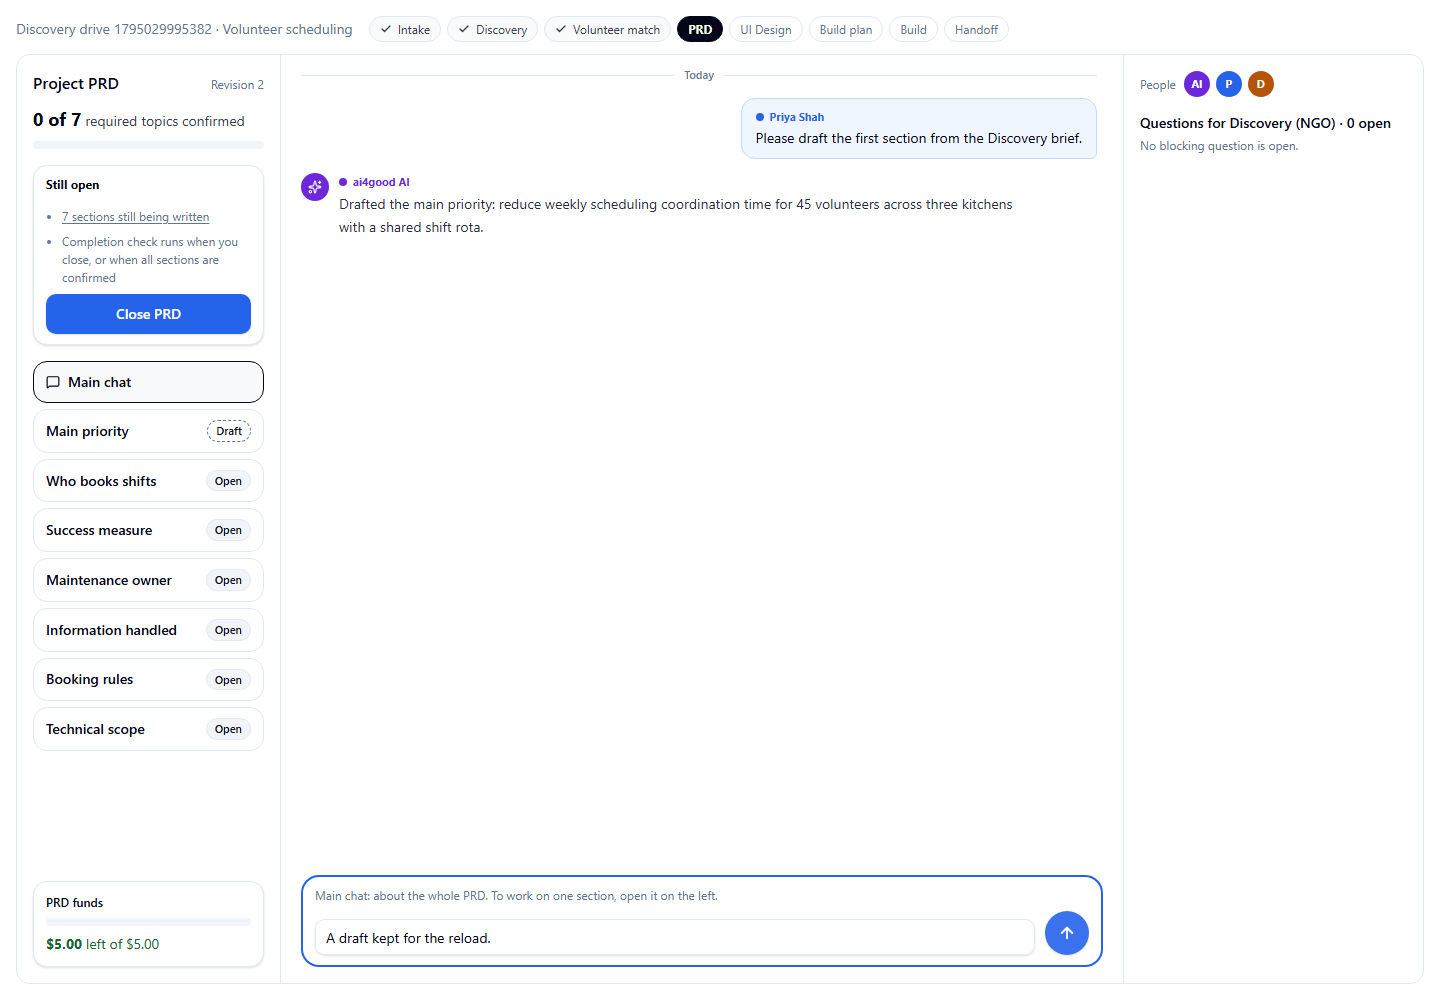 Discovery drive 1795029995382 · Volunteer scheduling
Intake
Discovery
Volunteer match
PRD
UI Design
Build plan
Build
Handoff
Project PRD
Revision 2
0 of 7 required topics confirmed
Still open
7 sections still being written
Completion check runs when you
close, or when all sections are
confirmed
Close PRD
Main chat
Main priority
Draft
Who books shifts
Open
Success measure
Open
Maintenance owner
Open
Information handled
Open
Booking rules
Open
Technical scope
Open
PRD funds
$5.00 left of $5.00
Today
Priya Shah
Please draft the first section from the Discovery brief.
ai4good AI
Drafted the main priority: reduce weekly scheduling coordination time for 45 volunteers across three kitchens
with a shared shift rota.
Main chat: about the whole PRD. To work on one section, open it on the left.
A draft kept for the reload.
People
AI
P
D
Questions for Discovery (NGO) · 0 open
No blocking question is open.